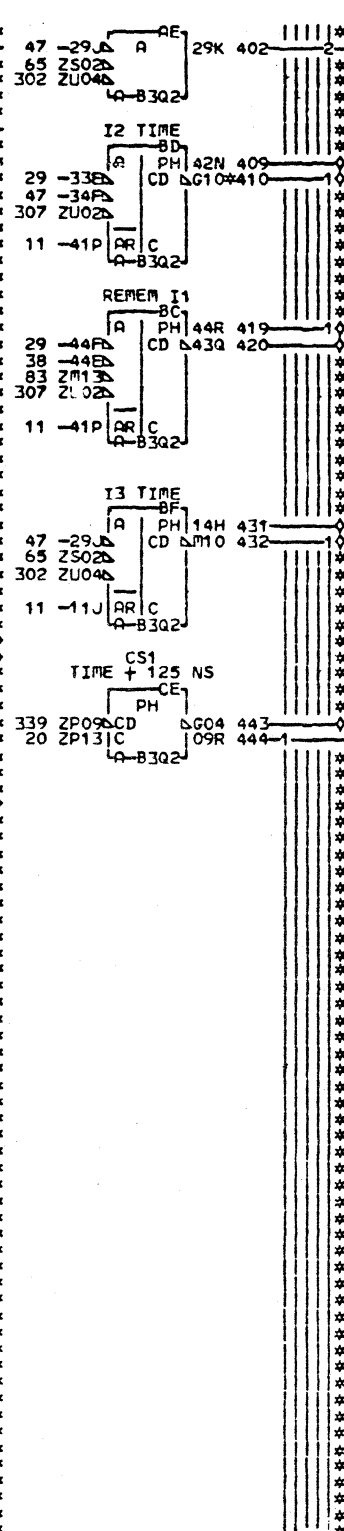 AE
47 -29J A 29K 402 2
65 ZS02
302 ZU04
A-B3Q2
I2 TIME
BD
A PH 42N 409
29 -33E CD G10*410 1
47 -34F
307 ZU02
11 -41P AR C
A-B3Q2
REMEM I1
BC
A PH 44R 419 1
29 -44F CD 43Q 420
38 -44E
83 ZM13
307 02
11 -41P AR C
A-B3Q2
I3 TIME
BF
A PH 14H 431
47 -29J CD M10 432 1
65 ZS02
302 ZU04
11 -11J AR C
A-B3Q2
CS1
TIME + 125 NS
CE
PH
339 ZP09 CD G04 443
20 ZP13 C 09R 444 1
A-B3Q2